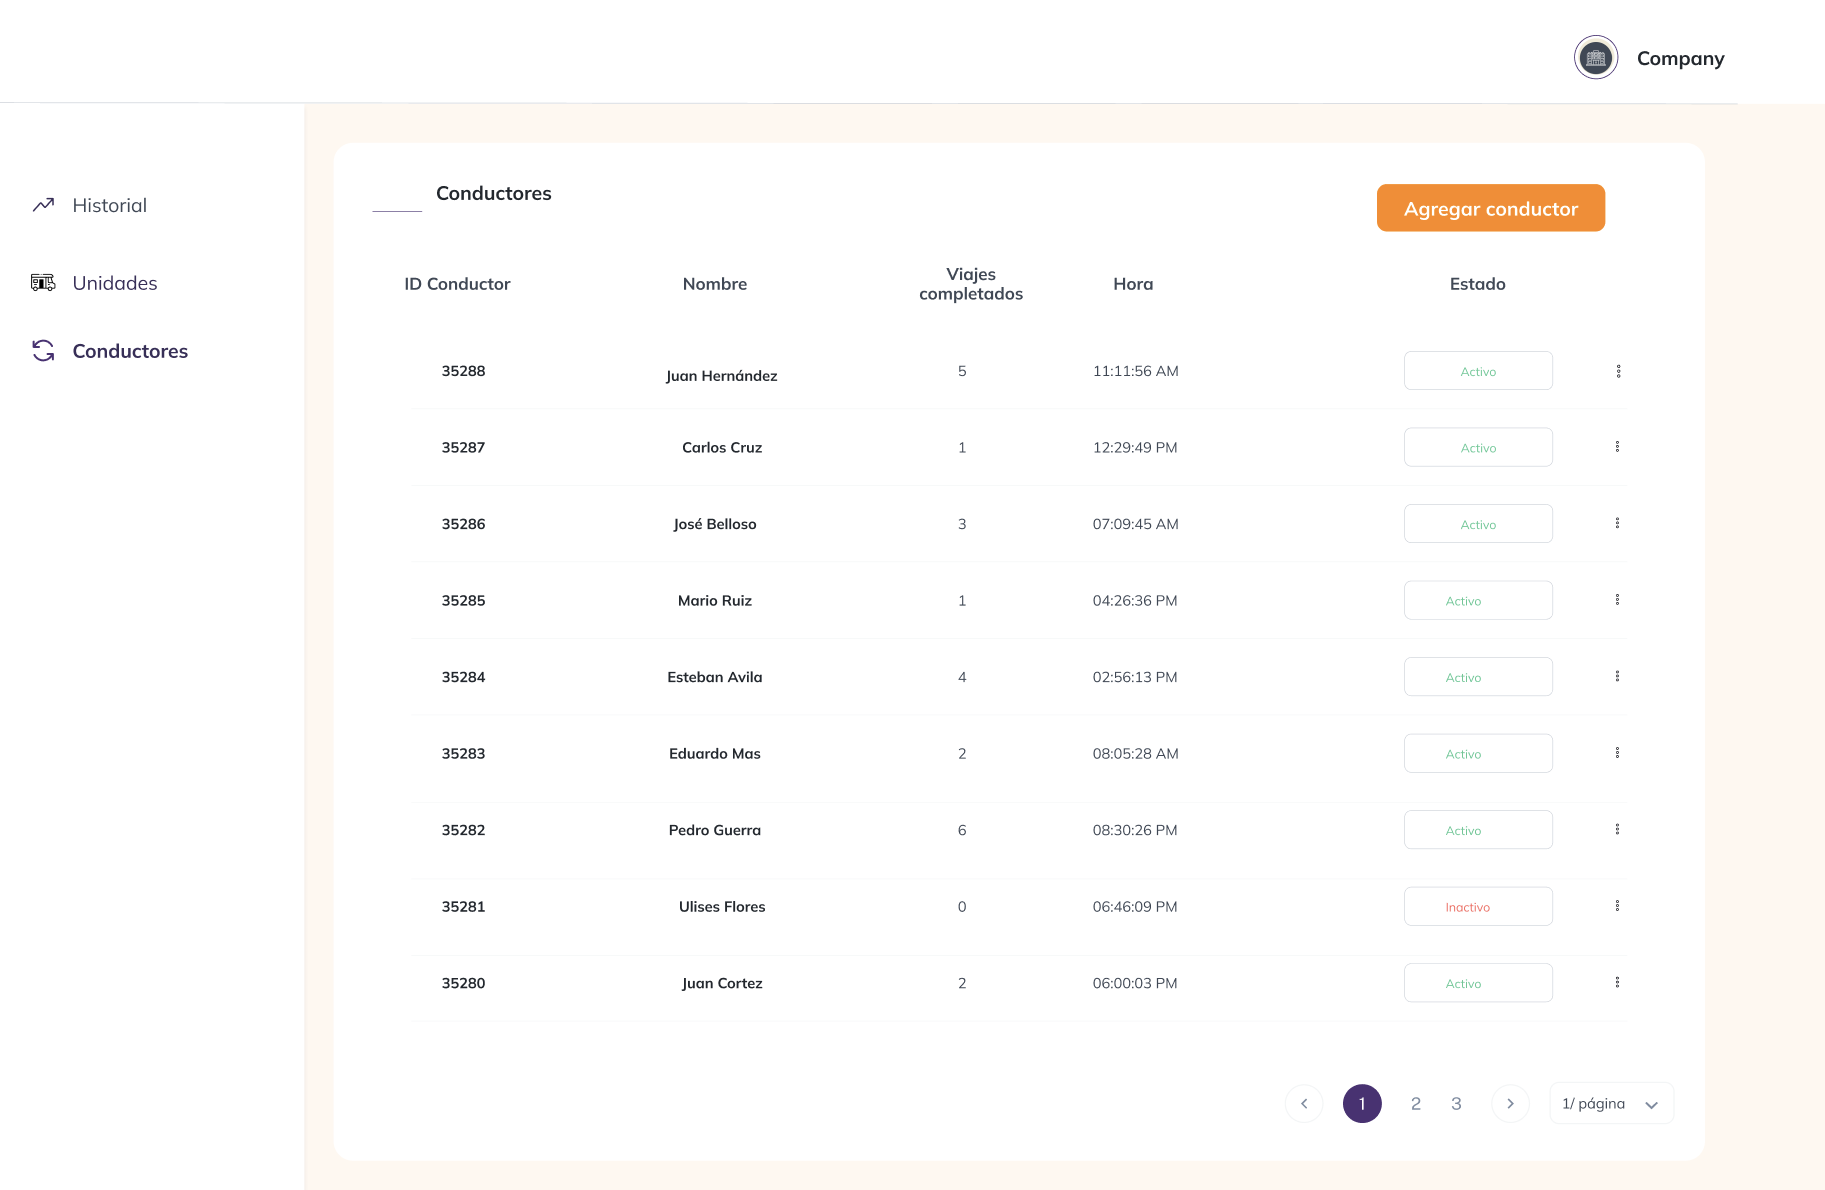 Company
Historial
Unidades
Conductores
Conductores
Agregar conductor
ID Conductor Nombre Viajes completados Hora Estado
35288 Juan Hernández 5 11:11:56 AM Activo
35287 Carlos Cruz 1 12:29:49 PM Activo
35286 José Belloso 3 07:09:45 AM Activo
35285 Mario Ruiz 1 04:26:36 PM Activo
35284 Esteban Avila 4 02:56:13 PM Activo
35283 Eduardo Mas 2 08:05:28 AM Activo
35282 Pedro Guerra 6 08:30:26 PM Activo
35281 Ulises Flores 0 06:46:09 PM Inactivo
35280 Juan Cortez 2 06:00:03 PM Activo
1 2 3 1/ página